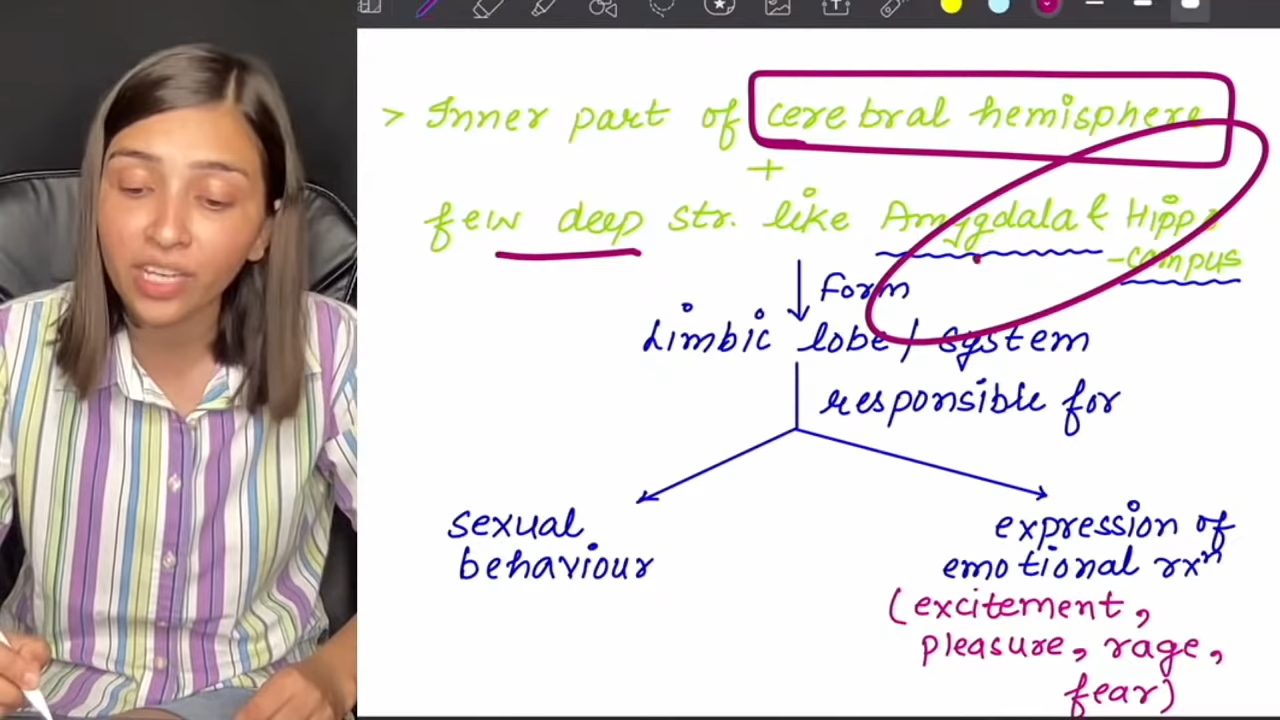 > Inner part of cerebral hemisphere
+
few deep str. like Amygdala & Hippo
-campus
Form
Limbic lobe / system
responsible for
sexual
behaviour
expression of
emotional rxⁿ
(excitement,
pleasure, rage,
fear)